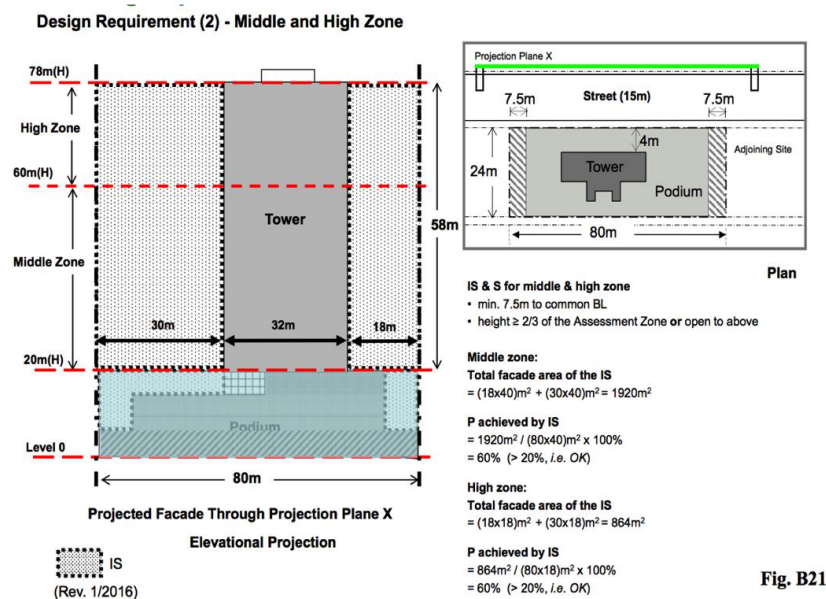 Design Requirement (2) - Middle and High Zone
78m(H)
High Zone
60m(H)
Tower
58m
Middle Zone
30m
32m
18m
20m(H)
Podium
Level 0
80m
Projected Facade Through Projection Plane X
Elevational Projection
IS
(Rev. 1/2016)
Projection Plane X
7.5m
Street (15m)
7.5m
4m
Adjoining Site
24m
Tower
Podium
80m
Plan
IS & S for middle & high zone
• min. 7.5m to common BL
• height ≥ 2/3 of the Assessment Zone or open to above
Middle zone:
Total facade area of the IS
= (18x40)m² + (30x40)m² = 1920m²
P achieved by IS
= 1920m² / (80x40)m² x 100%
= 60% (> 20%, i.e. OK)
High zone:
Total facade area of the IS
= (18x18)m² + (30x18)m² = 864m²
P achieved by IS
= 864m² / (80x18)m² x 100%
= 60% (> 20%, i.e. OK)
Fig. B21